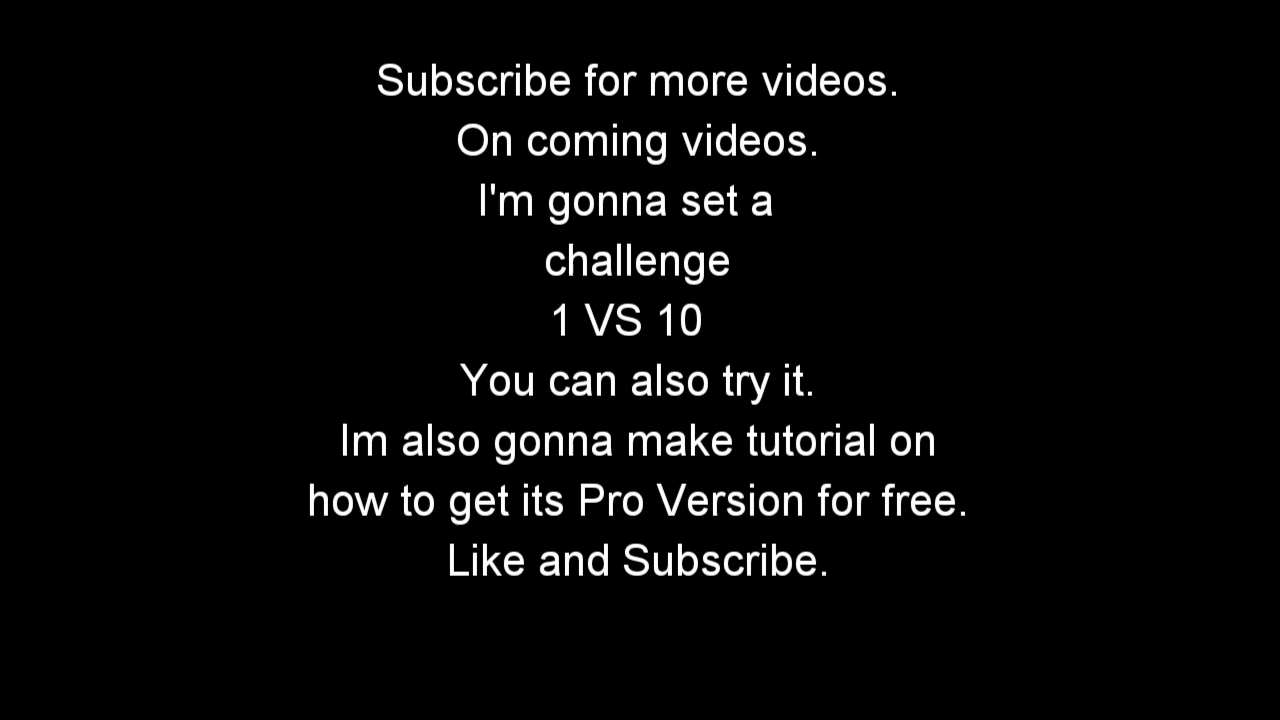 Subscribe for more videos.
On coming videos.
I'm gonna set a
challenge
1 VS 10
You can also try it.
Im also gonna make tutorial on
how to get its Pro Version for free.
Like and Subscribe.